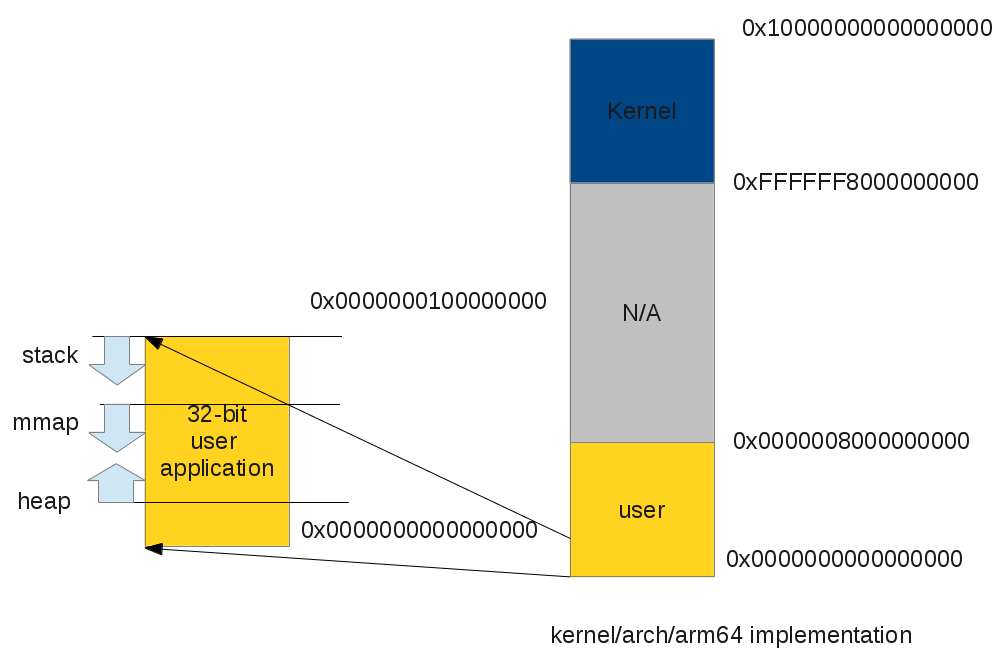 0x10000000000000000
Kernel
0xFFFFFF8000000000
0x0000000100000000
N/A
stack
mmap
32-bit
user
application
0x0000008000000000
heap
user
0x0000000000000000
0x0000000000000000
kernel/arch/arm64 implementation